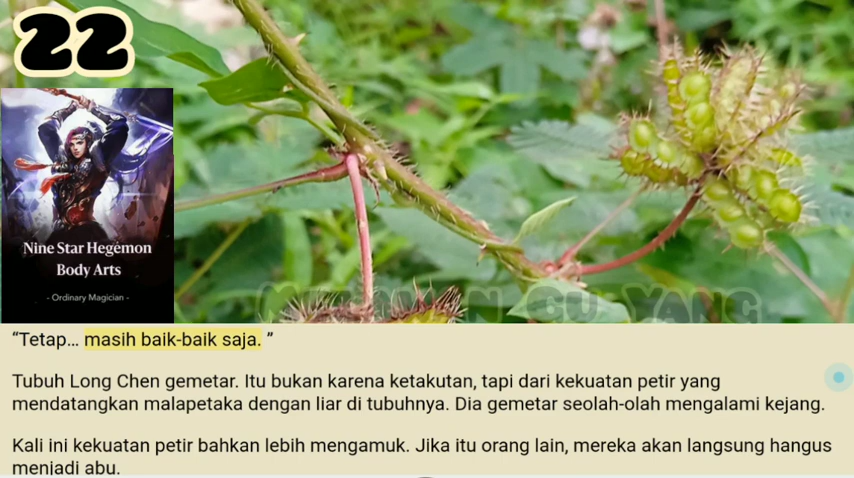 22
Nine Star Hegemon
Body Arts
- Ordinary Magician -
“Tetap... masih baik-baik saja. ”
Tubuh Long Chen gemetar. Itu bukan karena ketakutan, tapi dari kekuatan petir yang
mendatangkan malapetaka dengan liar di tubuhnya. Dia gemetar seolah-olah mengalami kejang.
Kali ini kekuatan petir bahkan lebih mengamuk. Jika itu orang lain, mereka akan langsung hangus
menjadi abu.